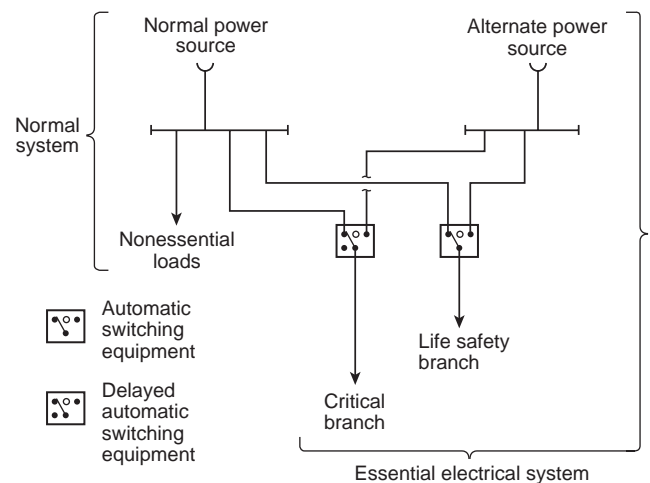 Normal power
source
Alternate power
source
Normal
system
Nonessential
loads
Automatic
switching
equipment
Life safety
branch
Delayed
automatic
switching
equipment
Critical
branch
Essential electrical system